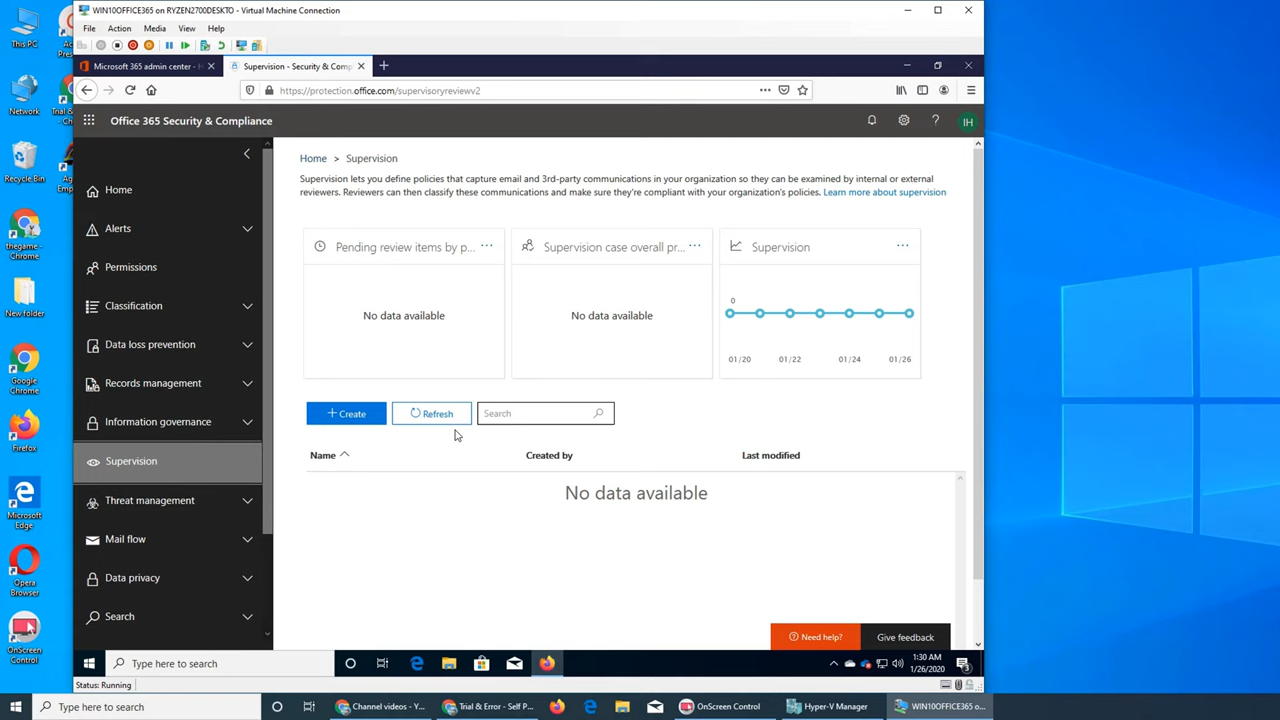 This PC
Network
Recycle Bin
thegame -
Chrome
New folder
Google
Chrome
Firefox
Microsoft
Edge
Opera
Browser
OnScreen
Control
WIN10OFFICE365 on RYZEN2700DESKTO - Virtual Machine Connection
File Action Media View Help
Microsoft 365 admin center -
Supervision - Security & Comp
https://protection.office.com/supervisoryreviewv2
Office 365 Security & Compliance
IH
Home
Alerts
Permissions
Classification
Data loss prevention
Records management
Information governance
Supervision
Threat management
Mail flow
Data privacy
Search
Home > Supervision
Supervision lets you define policies that capture email and 3rd-party communications in your organization so they can be examined by internal or external
reviewers. Reviewers can then classify these communications and make sure they're compliant with your organization's policies. Learn more about supervision
Pending review items by p... ...
No data available
Supervision case overall pr... ...
No data available
Supervision ...
0
01/20 01/22 01/24 01/26
+ Create
Refresh
Search
Name Created by Last modified
No data available
Need help?
Give feedback
Type here to search
1:30 AM
1/26/2020
3
Status: Running
Type here to search
Channel videos - Y...
Trial & Error - Self P...
OnScreen Control
Hyper-V Manager
WIN10OFFICE365 o...